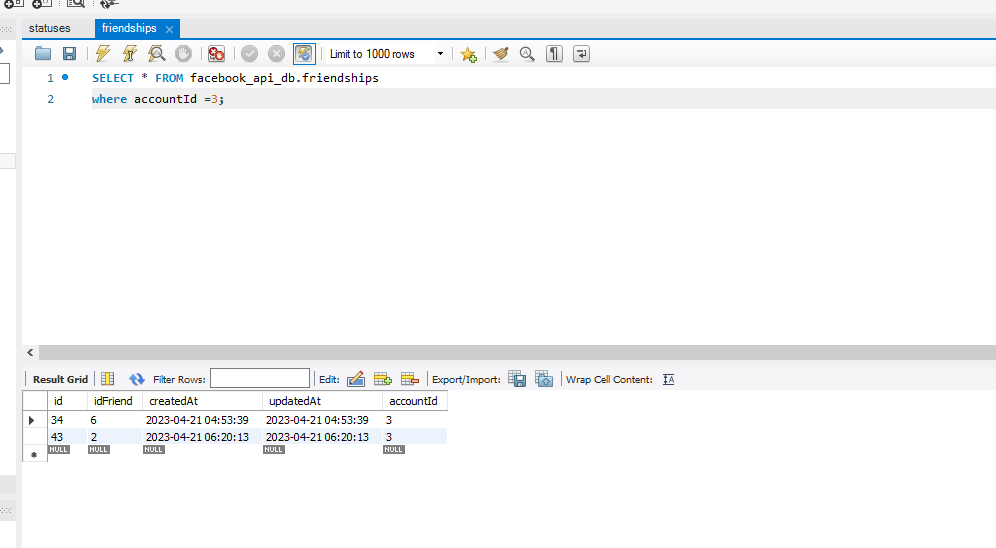 statuses friendships
Limit to 1000 rows
1 SELECT * FROM facebook_api_db.friendships
2 where accountId =3;
Result Grid Filter Rows: Edit: Export/Import: Wrap Cell Content: IA
id idFriend createdAt updatedAt accountId
34 6 2023-04-21 04:53:39 2023-04-21 04:53:39 3
43 2 2023-04-21 06:20:13 2023-04-21 06:20:13 3
NULL NULL NULL NULL NULL